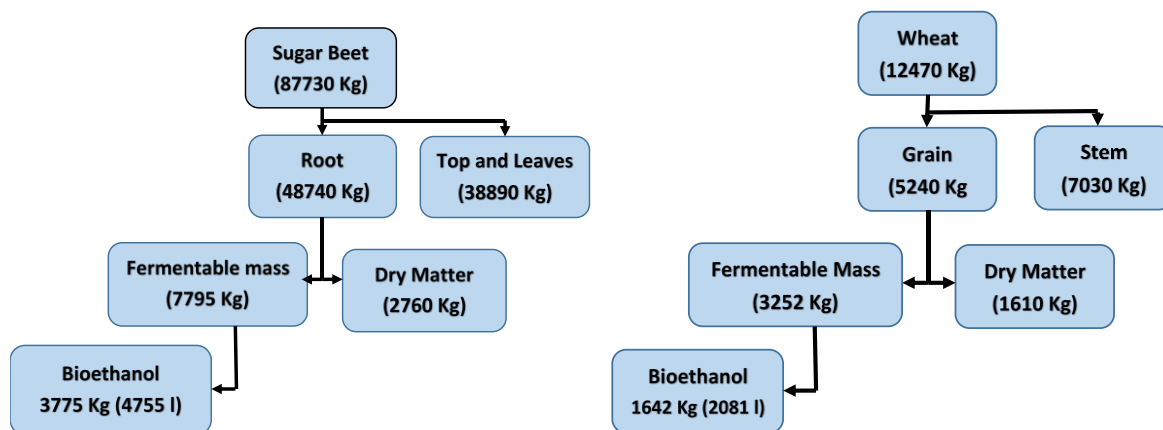 Sugar Beet
(87730 Kg)
Root
(48740 Kg)
Top and Leaves
(38890 Kg)
Fermentable mass
(7795 Kg)
Dry Matter
(2760 Kg)
Bioethanol
3775 Kg (4755 l)
Wheat
(12470 Kg)
Grain
(5240 Kg
Stem
(7030 Kg)
Fermentable Mass
(3252 Kg)
Dry Matter
(1610 Kg)
Bioethanol
1642 Kg (2081 l)